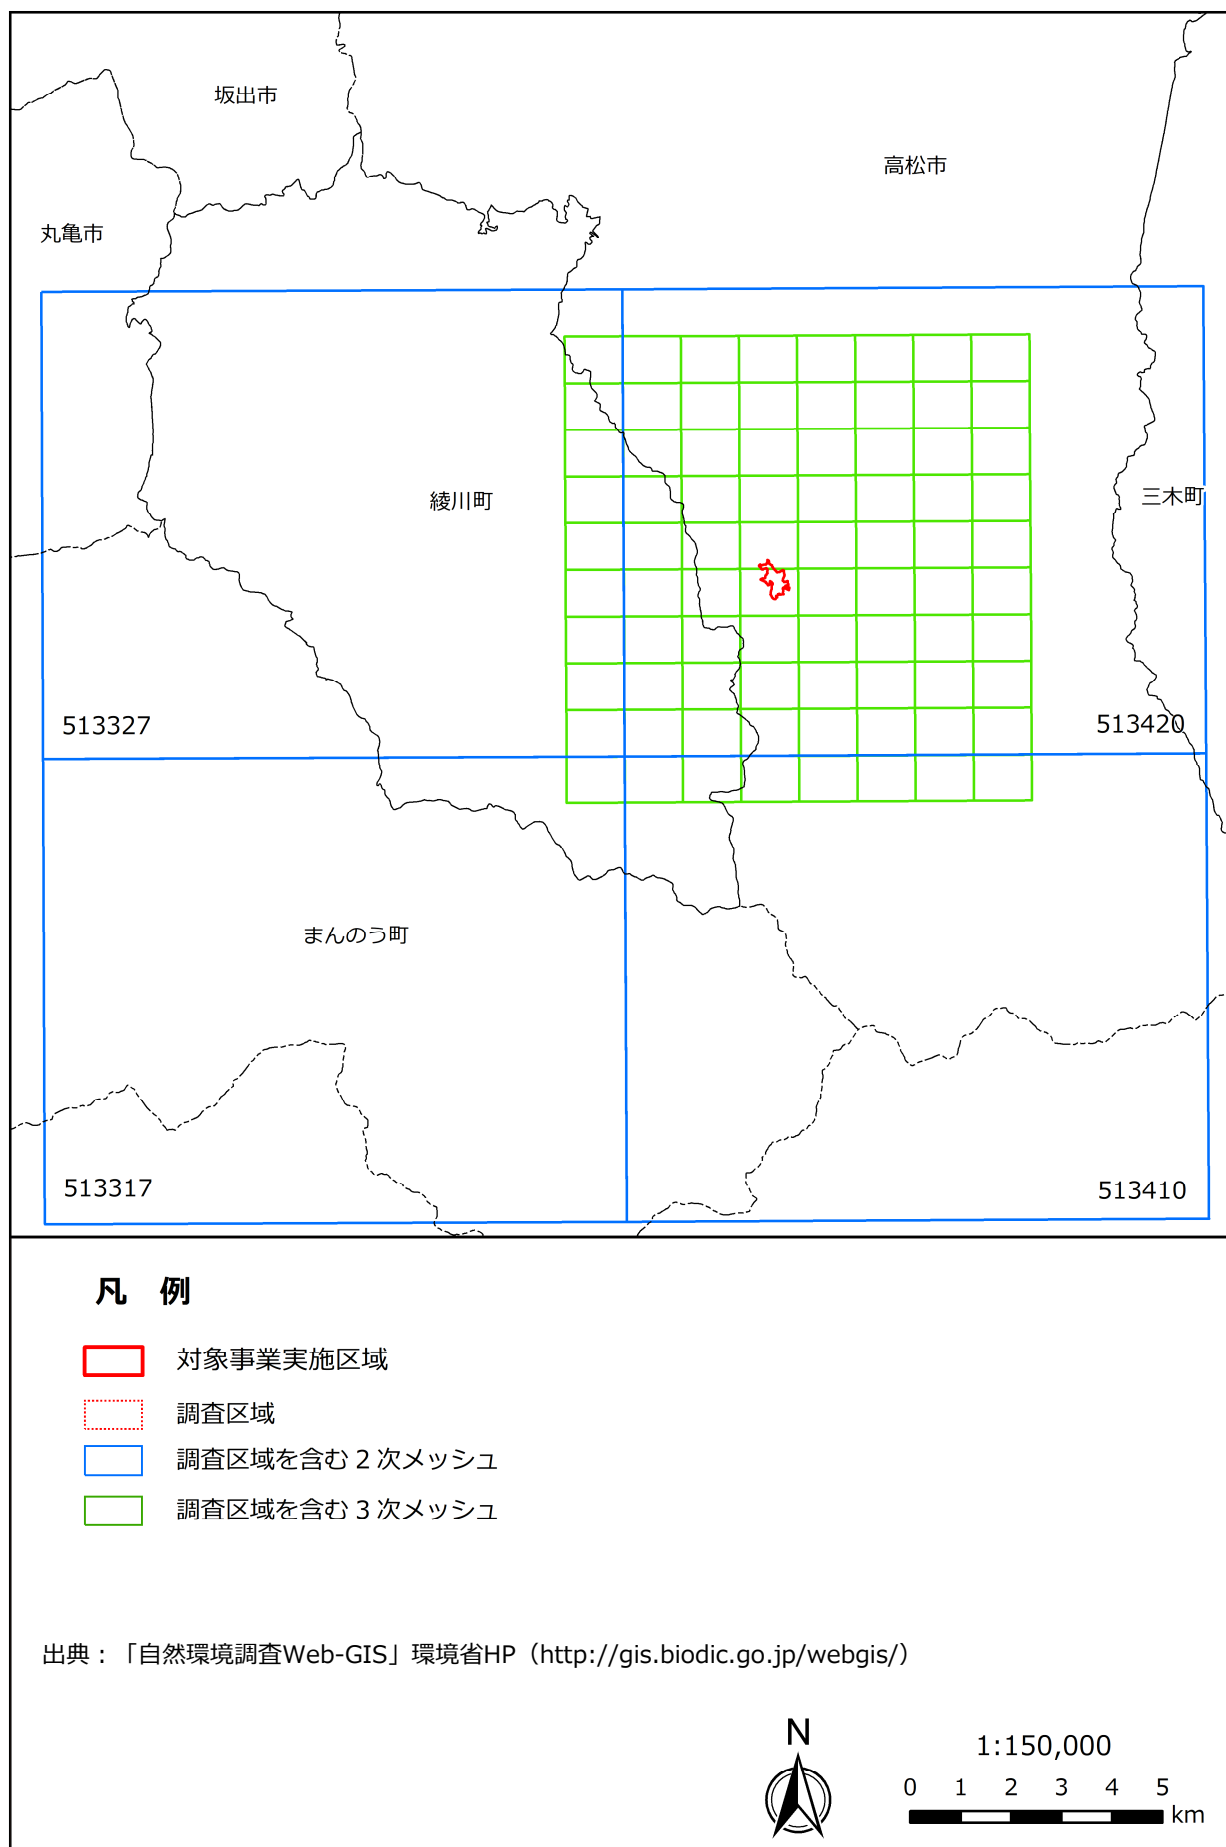 坂出市
高松市
丸亀市
綾川町
三木町
513327
513420
まんのう町
513317
513410
凡 例
対象事業実施区域
調査区域
調査区域を含む2次メッシュ
調査区域を含む3次メッシュ
出典：「自然環境調査Web-GIS」環境省HP（http://gis.biodic.go.jp/webgis/）
N
1:150,000
0 1 2 3 4 5
km